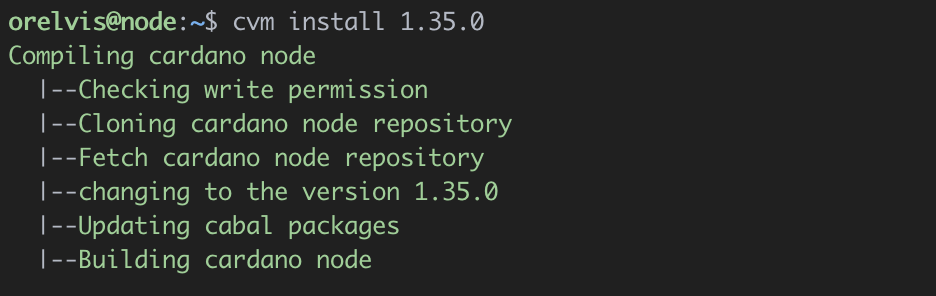 orelvis@node:~$ cvm install 1.35.0
Compiling cardano node
  |--Checking write permission
  |--Cloning cardano node repository
  |--Fetch cardano node repository
  |--changing to the version 1.35.0
  |--Updating cabal packages
  |--Building cardano node